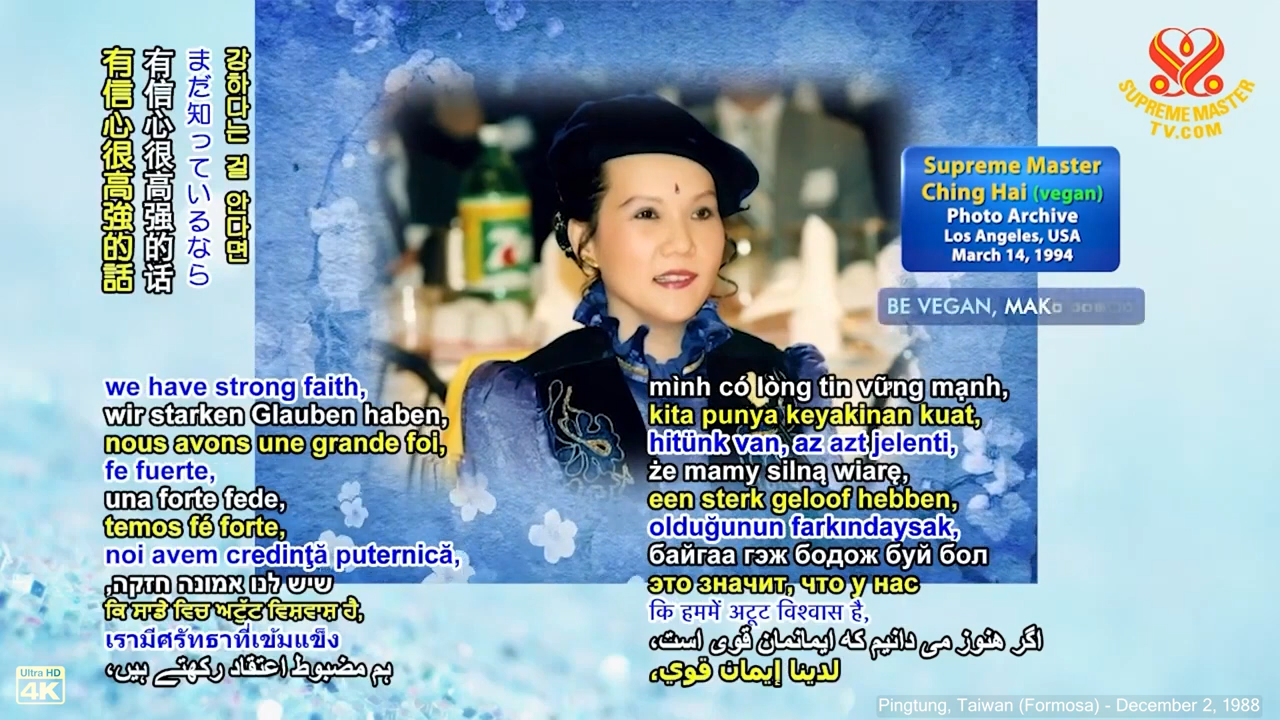 강하다는 걸 안다면
まだ知っているなら
有信心很高强的话
有信心很高強的話
SUPREME MASTER
TV.COM
Supreme Master
Ching Hai (vegan)
Photo Archive
Los Angeles, USA
March 14, 1994
BE VEGAN, MAK
we have strong faith,
wir starken Glauben haben,
nous avons une grande foi,
fe fuerte,
una forte fede,
temos fé forte,
noi avem credinţă puternică,
שיש לנו אמונה חזקה,
ਕਿ ਸਾਡੇ ਵਿਚ ਅਟੁੱਟ ਵਿਸ਼ਵਾਸ਼ ਹੈ,
เรามีศรัทธาที่เข้มแข็ง
ہم مضبوط اعتقاد رکھتے ہیں،
mình có lòng tin vững mạnh,
kita punya keyakinan kuat,
hitünk van, az azt jelenti,
że mamy silną wiarę,
een sterk geloof hebben,
olduğunun farkındaysak,
байгаа гэж бодож буй бол
это значит, что у нас
कि हममें अटूट विश्वास है,
اگر هنوز می دانیم که ایمانمان قوی است،
لدينا إيمان قوي،
Ultra HD
4K
Pingtung, Taiwan (Formosa) - December 2, 1988